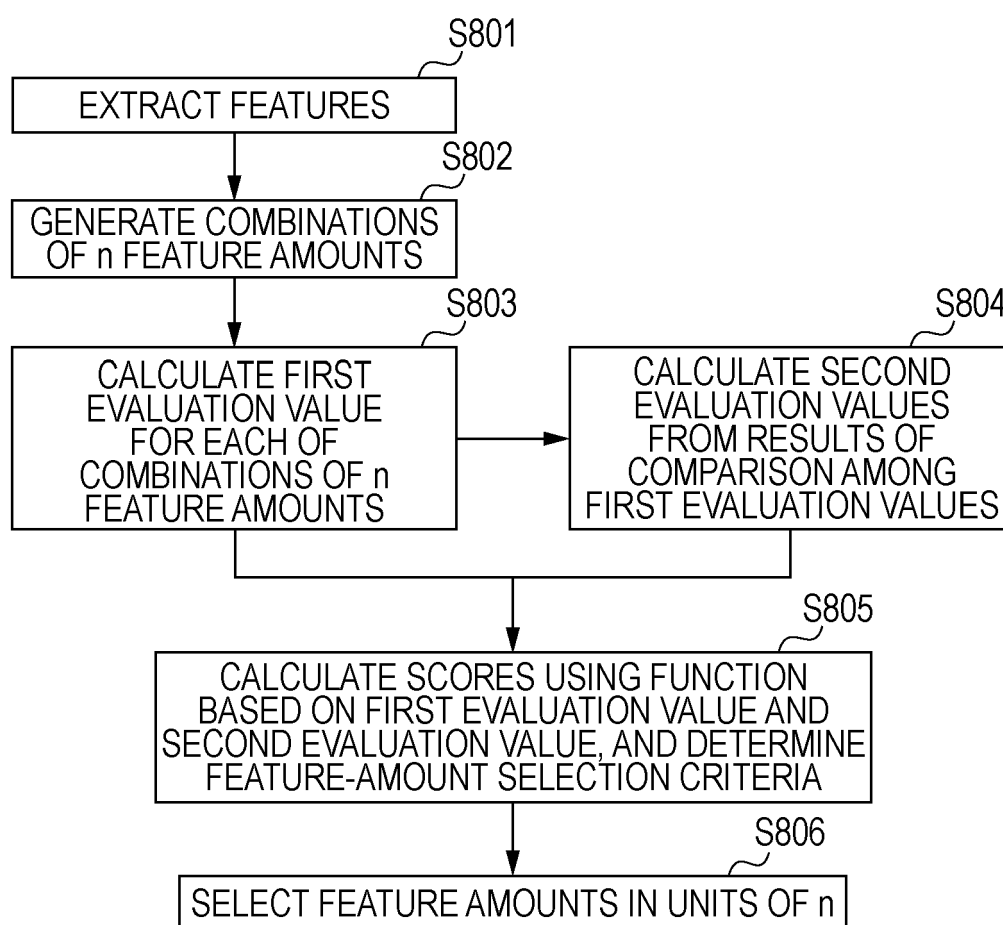 S801
EXTRACT FEATURES
S802
GENERATE COMBINATIONS
OF n FEATURE AMOUNTS
S803
CALCULATE FIRST
EVALUATION VALUE
FOR EACH OF
COMBINATIONS OF n
FEATURE AMOUNTS
S804
CALCULATE SECOND
EVALUATION VALUES
FROM RESULTS OF
COMPARISON AMONG
FIRST EVALUATION VALUES
S805
CALCULATE SCORES USING FUNCTION
BASED ON FIRST EVALUATION VALUE AND
SECOND EVALUATION VALUE, AND DETERMINE
FEATURE-AMOUNT SELECTION CRITERIA
S806
SELECT FEATURE AMOUNTS IN UNITS OF n